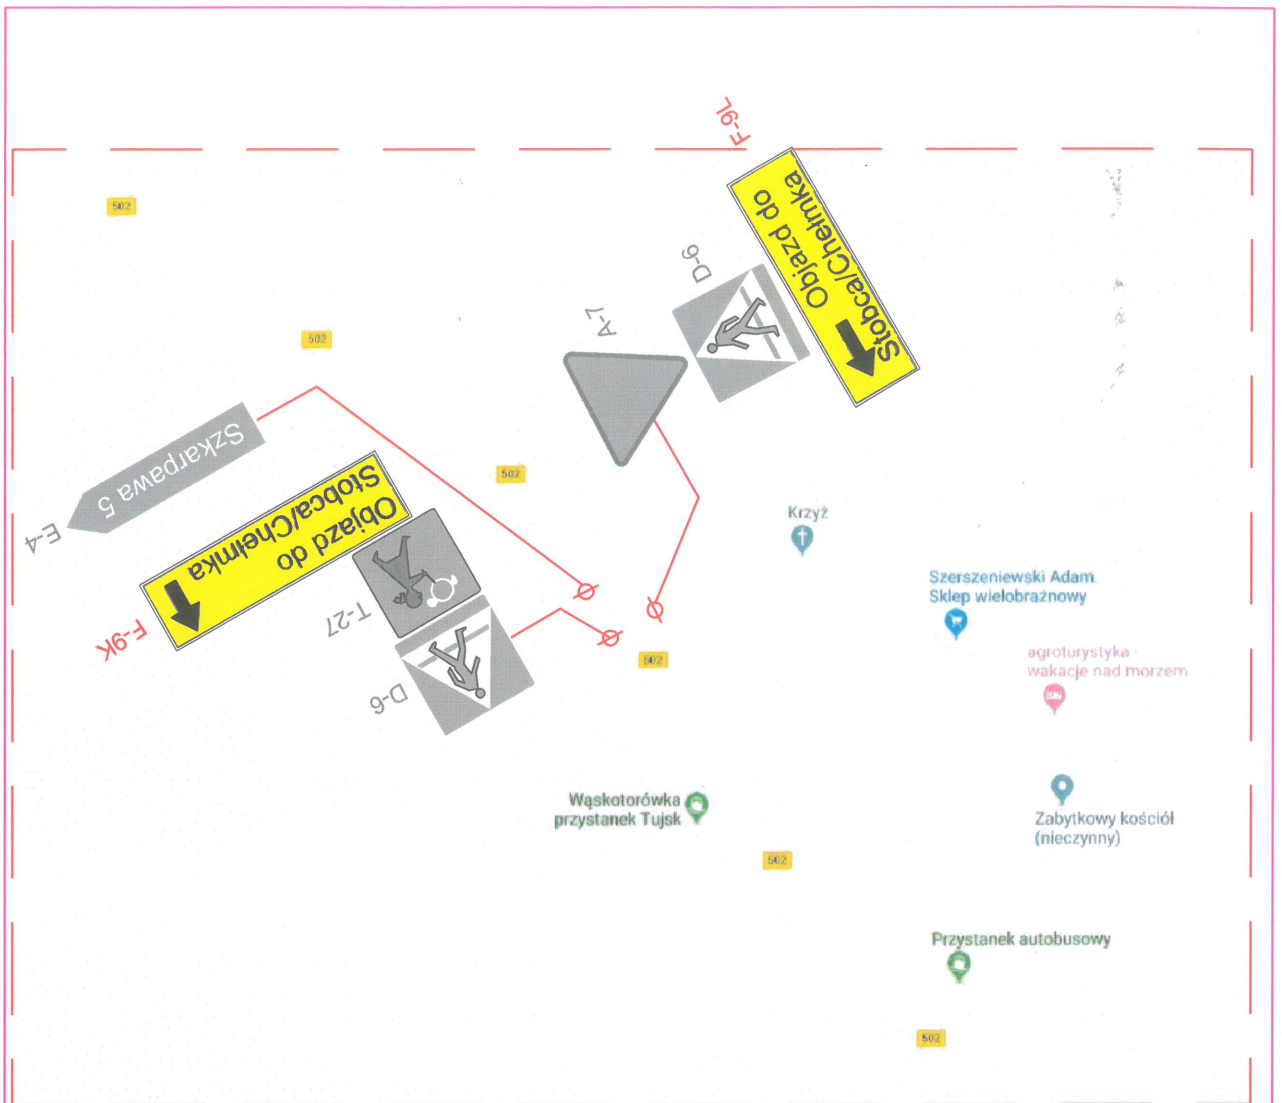 F-9L
502
Objazd do
Stobca/Chełmka
D-6
A-7
502
Szkarpawa 5
E-4
502
Objazd do
Stobca/Chełmka
F-9K
T-27
D-6
Krzyż
Szerszeniewski Adam.
Sklep wielobrażnowy
502
agroturystyka -
wakacje nad morzem
Wąskotorówka
przystanek Tujsk
Zabytkowy kościół
(nieczynny)
502
Przystanek autobusowy
502